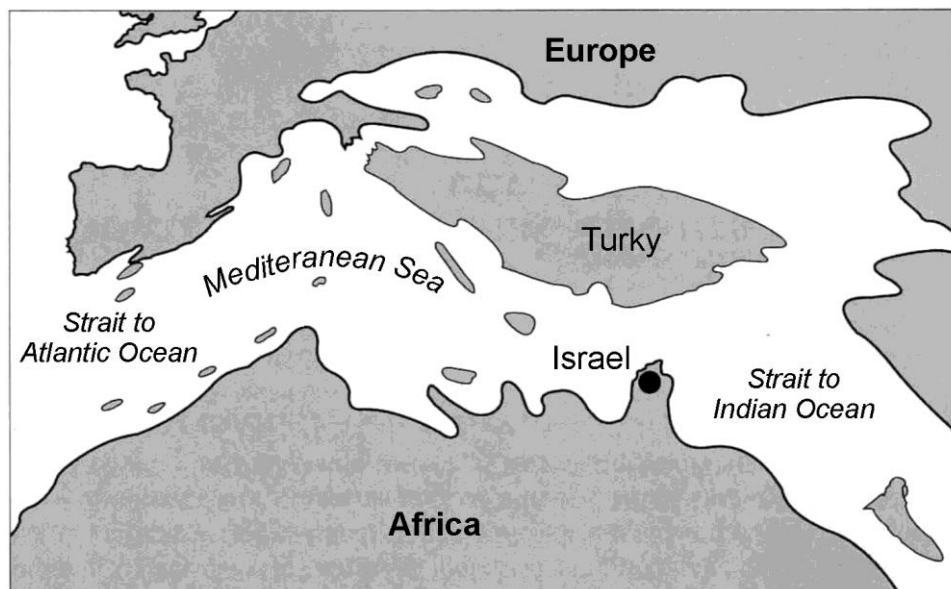 Europe
Turky
Mediteranean Sea
Strait to
Atlantic Ocean
Israel
Strait to
Indian Ocean
Africa